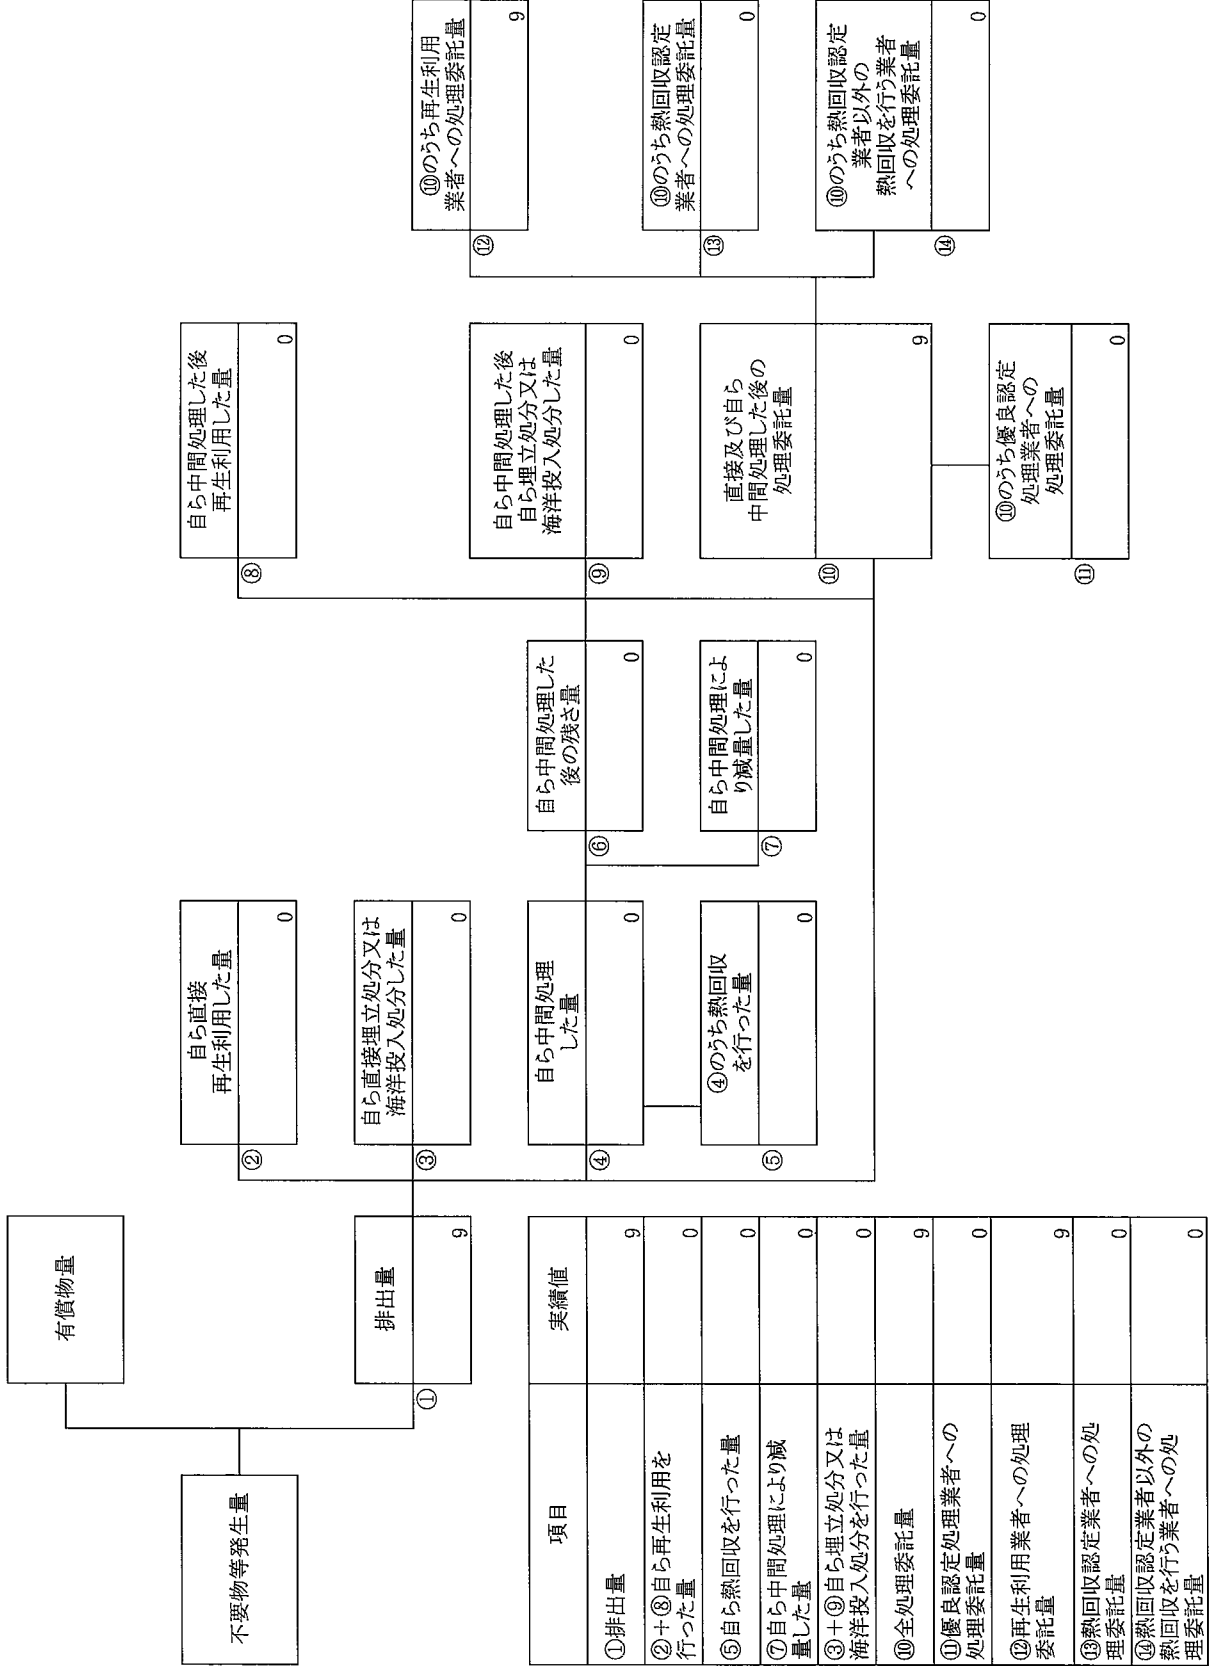 有償物量
不要物等発生量
排出量
①
9
自ら直接
再生利用した量
②
0
自ら直接埋立処分又は
海洋投入処分した量
③
0
自ら中間処理
した量
④
0
④のうち熱回収
を行った量
⑤
0
自ら中間処理した
後の残さ量
⑥
0
自ら中間処理によ
り減量した量
⑦
0
自ら中間処理した後
再生利用した量
⑧
0
自ら中間処理した後
自ら埋立処分又は
海洋投入処分した量
⑨
0
直接及び自ら
中間処理した後の
処理委託量
⑩
9
⑩のうち優良認定
処理業者への
処理委託量
⑪
0
⑩のうち再生利用
業者への処理委託量
⑫
9
⑩のうち熱回収認定
業者への処理委託量
⑬
0
⑩のうち熱回収認定
業者以外の
熱回収を行う業者
への処理委託量
⑭
0
項目 実績値
①排出量 9
②+⑧自ら再生利用を
行った量 0
⑤自ら熱回収を行った量 0
⑦自ら中間処理により減
量した量 0
③+⑨自ら埋立処分又は
海洋投入処分を行った量 0
⑩全処理委託量 9
⑪優良認定処理業者への
処理委託量 0
⑫再生利用業者への処理
委託量 9
⑬熱回収認定業者への処
理委託量 0
⑭熱回収認定業者以外の
熱回収を行う業者への処
理委託量 0